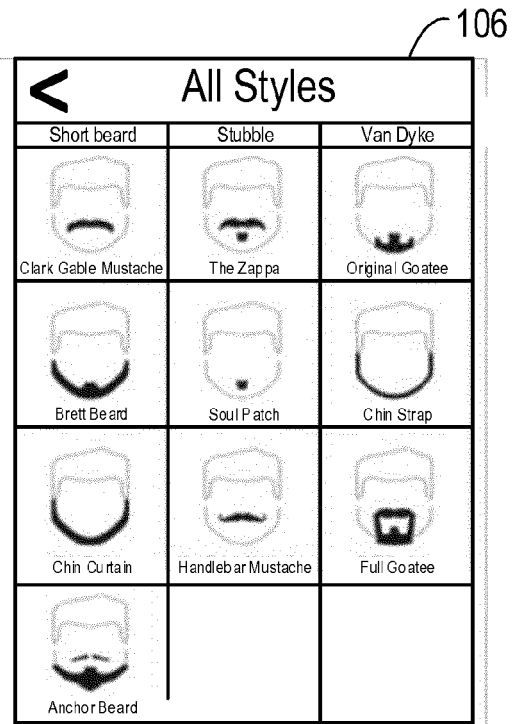 106
< All Styles
Short beard Stubble Van Dyke
Clark Gable Mustache The Zappa Original Goatee
Brett Beard Soul Patch Chin Strap
Chin Curtain Handlebar Mustache Full Goatee
Anchor Beard